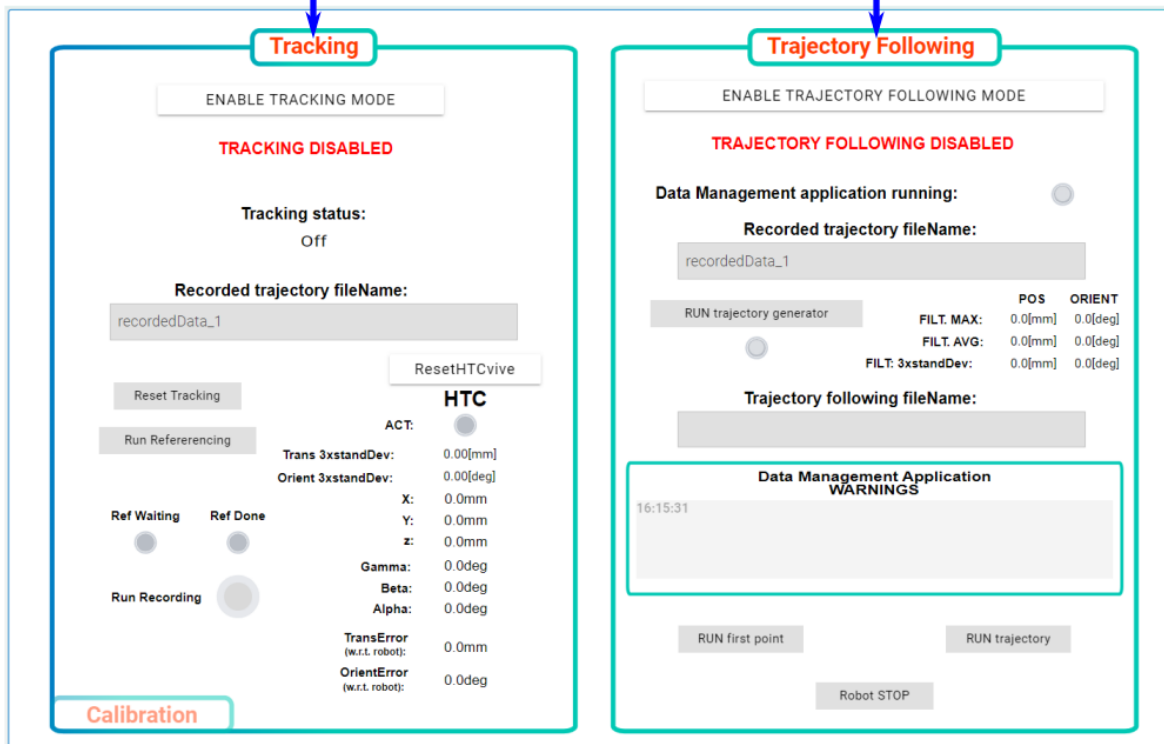 Tracking
ENABLE TRACKING MODE
TRACKING DISABLED
Tracking status:
Off
Recorded trajectory fileName:
recordedData_1
ResetHTCvive
Reset Tracking
HTC
ACT:
Run Refererencing
Trans 3xstandDev: 0.00[mm]
Orient 3xstandDev: 0.00[deg]
X: 0.0mm
Ref Waiting Ref Done
Y: 0.0mm
z: 0.0mm
Gamma: 0.0deg
Beta: 0.0deg
Run Recording
Alpha: 0.0deg
TransError
(w.r.t. robot): 0.0mm
OrientError
(w.r.t. robot): 0.0deg
Calibration
Trajectory Following
ENABLE TRAJECTORY FOLLOWING MODE
TRAJECTORY FOLLOWING DISABLED
Data Management application running:
Recorded trajectory fileName:
recordedData_1
POS ORIENT
RUN trajectory generator
FILT. MAX: 0.0[mm] 0.0[deg]
FILT. AVG: 0.0[mm] 0.0[deg]
FILT: 3xstandDev: 0.0[mm] 0.0[deg]
Trajectory following fileName:
Data Management Application
WARNINGS
16:15:31
RUN first point RUN trajectory
Robot STOP